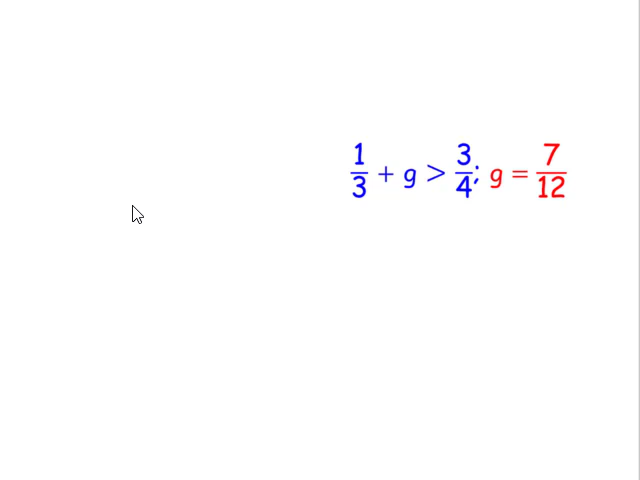 1/3 + g > 3/4; g = 7/12